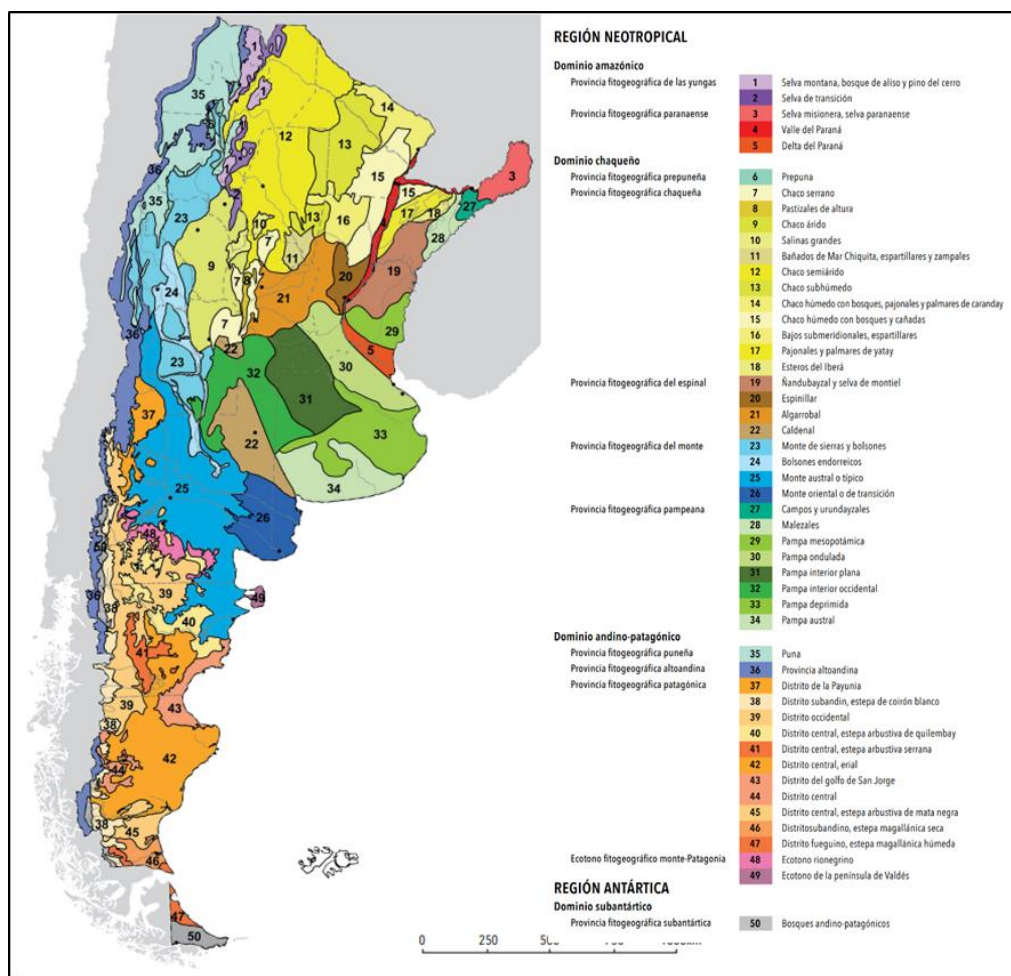 REGIÓN NEOTROPICAL
Dominio amazónico
Provincia fitogeográfica de las yungas 1 Selva montana, bosque de aliso y pino del cerro
2 Selva de transición
Provincia fitogeográfica paranaense 3 Selva misionera, selva paranaense
4 Valle del Paraná
5 Delta del Paraná
Dominio chaqueño
Provincia fitogeográfica prepuneña 6 Prepuna
Provincia fitogeográfica chaqueña 7 Chaco serrano
8 Pastizales de altura
9 Chaco árido
10 Salinas grandes
11 Bañados de Mar Chiquita, espartillares y zampales
12 Chaco semiárido
13 Chaco subhúmedo
14 Chaco húmedo con bosques, pajonales y palmares de caranday
15 Chaco húmedo con bosques y cañadas
16 Bajos submeridionales, espartillares
17 Pajonales y palmares de yatay
18 Esteros del Iberá
Provincia fitogeográfica del espinal 19 Ñandubayzal y selva de montiel
20 Espinillar
21 Algarrobal
22 Caldenal
Provincia fitogeográfica del monte 23 Monte de sierras y bolsones
24 Bolsones endorreicos
25 Monte austral o típico
26 Monte oriental o de transición
Provincia fitogeográfica pampeana 27 Campos y urundayzales
28 Malezales
29 Pampa mesopotámica
30 Pampa ondulada
31 Pampa interior plana
32 Pampa interior occidental
33 Pampa deprimida
34 Pampa austral
Dominio andino-patagónico
Provincia fitogeográfica puneña 35 Puna
Provincia fitogeográfica altoandina 36 Provincia altoandina
Provincia fitogeográfica patagónica 37 Distrito de la Payunia
38 Distrito subandin, estepa de coirón blanco
39 Distrito occidental
40 Distrito central, estepa arbustiva de quilembay
41 Distrito central, estepa arbustiva serrana
42 Distrito central, erial
43 Distrito del golfo de San Jorge
44 Distrito central
45 Distrito central, estepa arbustiva de mata negra
46 Distritosubandino, estepa magallánica seca
47 Distrito fueguino, estepa magallánica húmeda
Ecotono fitogeográfico monte-Patagonia 48 Ecotono rionegrino
49 Ecotono de la peninsula de Valdés
REGIÓN ANTÁRTICA
Dominio subantártico
Provincia fitogeográfica subantártica 50 Bosques andino-patagónicos
0 250 500